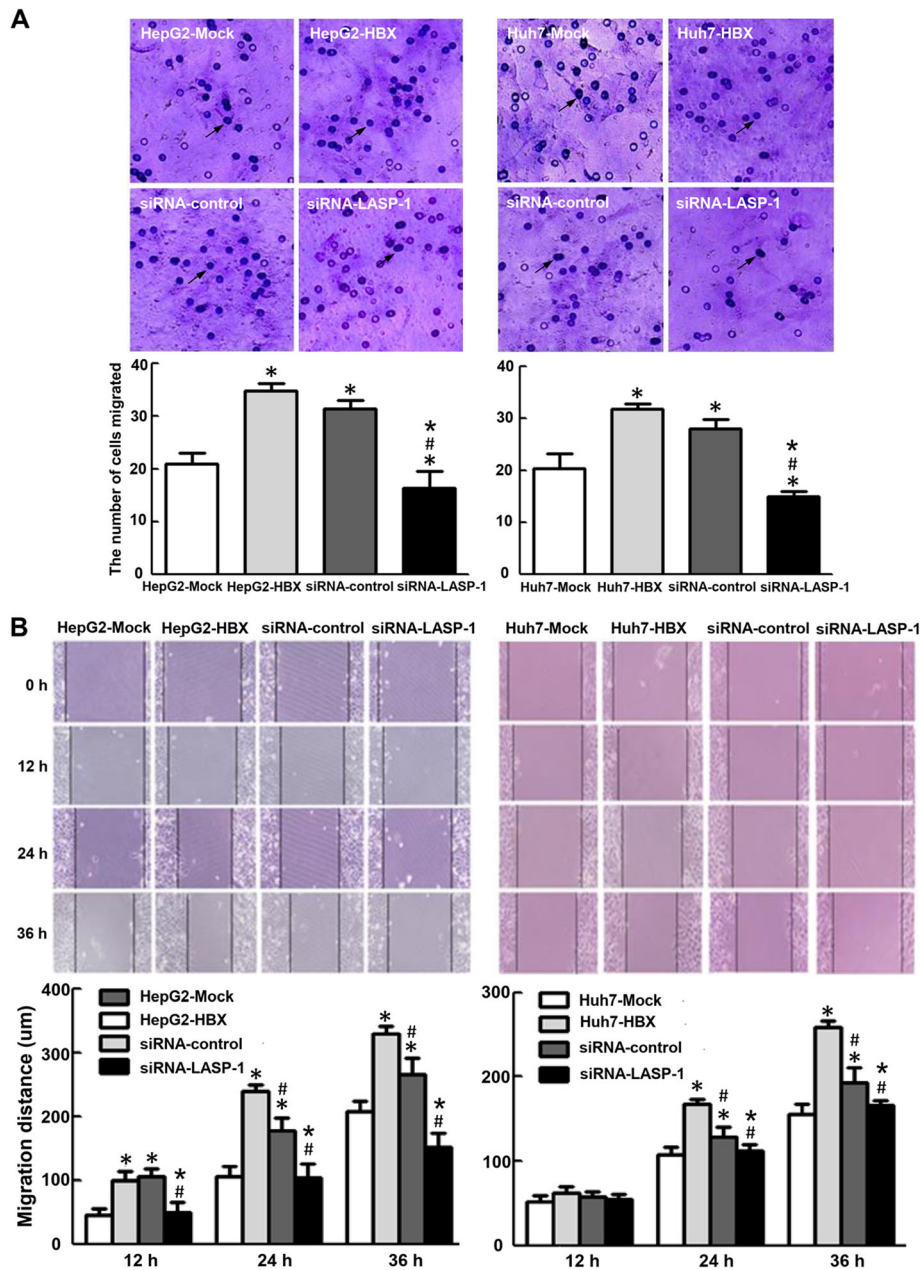 A
HepG2-Mock
HepG2-HBX
Huh7-Mock
Huh7-HBX
siRNA-control
siRNA-LASP-1
siRNA-control
siRNA-LASP-1
The number of cells migrated
40
30
20
10
0
*
*
*
#
*
HepG2-Mock
HepG2-HBX
siRNA-control
siRNA-LASP-1
40
30
20
10
0
*
*
*
#
*
Huh7-Mock
Huh7-HBX
siRNA-control
siRNA-LASP-1
B
HepG2-Mock
HepG2-HBX
siRNA-control
siRNA-LASP-1
Huh7-Mock
Huh7-HBX
siRNA-control
siRNA-LASP-1
0 h
12 h
24 h
36 h
Migration distance (um)
400
300
200
100
0
HepG2-Mock
HepG2-HBX
siRNA-control
siRNA-LASP-1
*
*
*
#
*
#
*
*
#
*
#
*
*
#
12 h
24 h
36 h
300
200
100
0
Huh7-Mock
Huh7-HBX
siRNA-control
siRNA-LASP-1
*
#
*
*
#
*
#
*
*
#
12 h
24 h
36 h